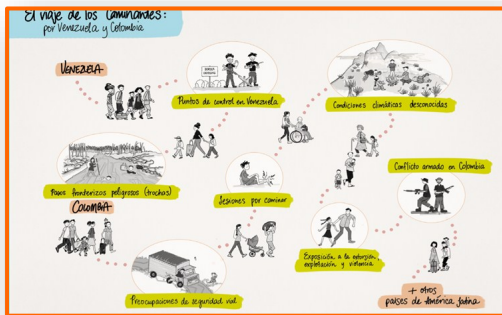 El viaje de los Caminantes:
por Venezuela y Colombia
VENEZUELA
Puntos de control en Venezuela
Condiciones climáticas desconocidas
Pasos fronterizos peligrosos (trochas)
Lesiones por caminar
Conflicto armado en Colombia
COLOMBIA
Preocupaciones de seguridad vial
Exposición a la extorsión,
explotación y violencia
+ otros
países de América Latina